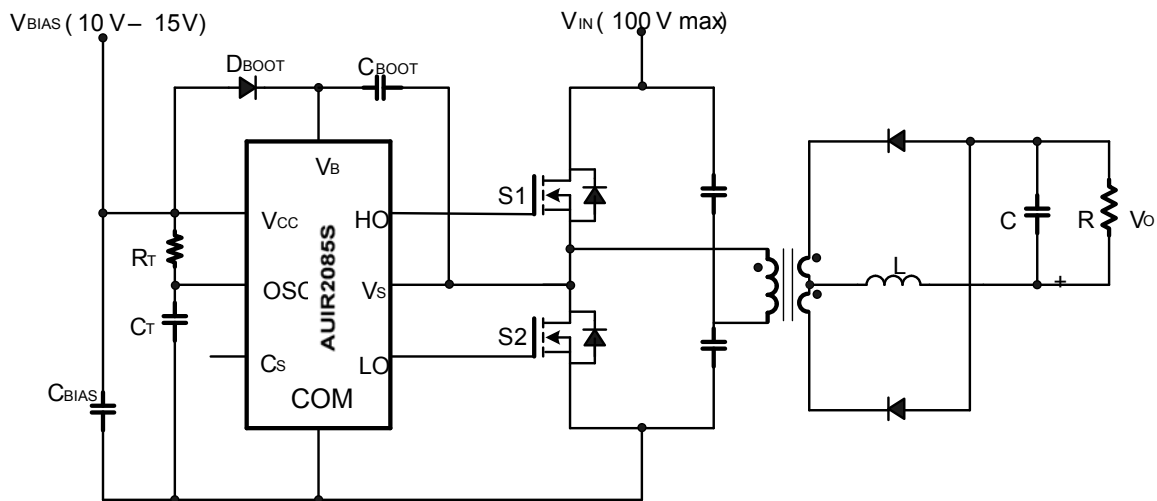 VBIAS ( 10 V – 15V)
VIN ( 100 V max)
DBOOT
CBOOT
VB
S1
VCC
HO
RT
C
R
VO
L
OSC
VS
+
AUIR2085S
CT
S2
CS
LO
CBIAS
COM